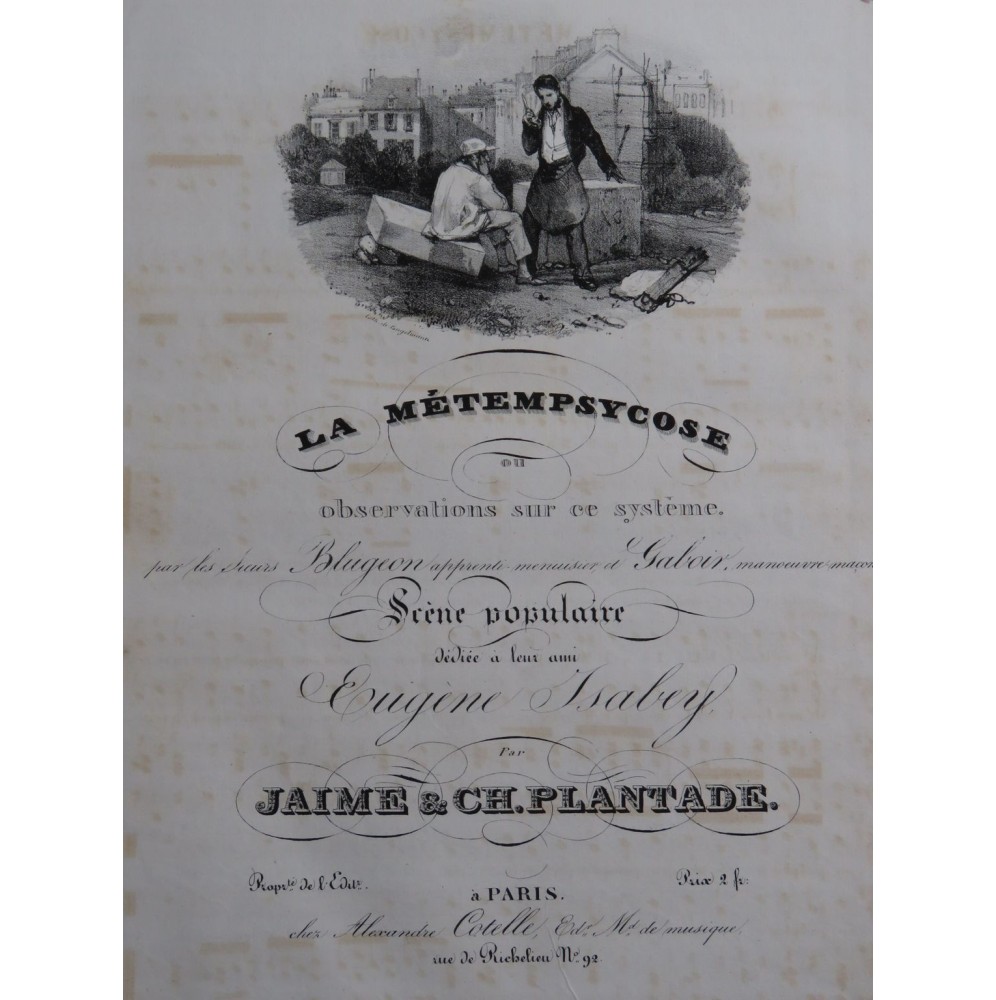 LA MÉTEMPSYCOSE
ou
observations sur ce système.
par les Sieurs Blugeon, apprenti-menuisier, et Gaboir, manœuvre-maçon
Scène populaire
dédiée à leur ami
Eugène Isabey,
Par
JAIME & CH. PLANTADE.
Proprté de l'Editr.
Prix 2 fr:
à PARIS.
chez Alexandre Cotelle, Edr. Md. de musique,
rue de Richelieu No. 92.